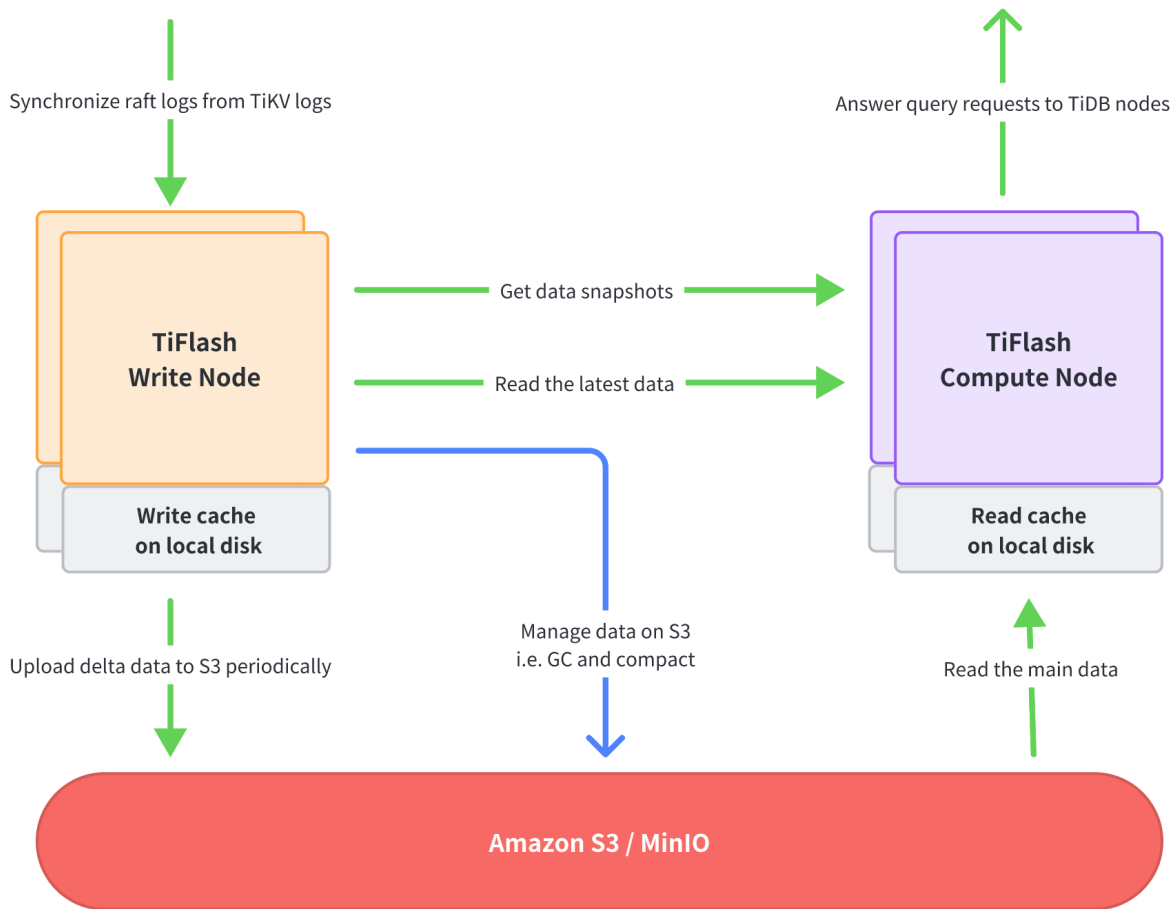 Synchronize raft logs from TiKV logs
Answer query requests to TiDB nodes
TiFlash
Write Node
Get data snapshots
Read the latest data
TiFlash
Compute Node
Write cache
on local disk
Read cache
on local disk
Upload delta data to S3 periodically
Manage data on S3
i.e. GC and compact
Read the main data
Amazon S3 / MinIO